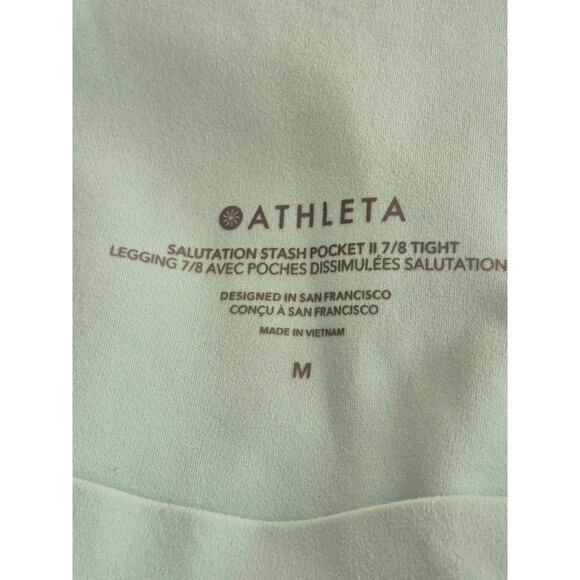 ATHLETA
SALUTATION STASH POCKET II 7/8 TIGHT
LEGGING 7/8 AVEC POCHES DISSIMULÉES SALUTATION
DESIGNED IN SAN FRANCISCO
CONÇU À SAN FRANCISCO
MADE IN VIETNAM
M